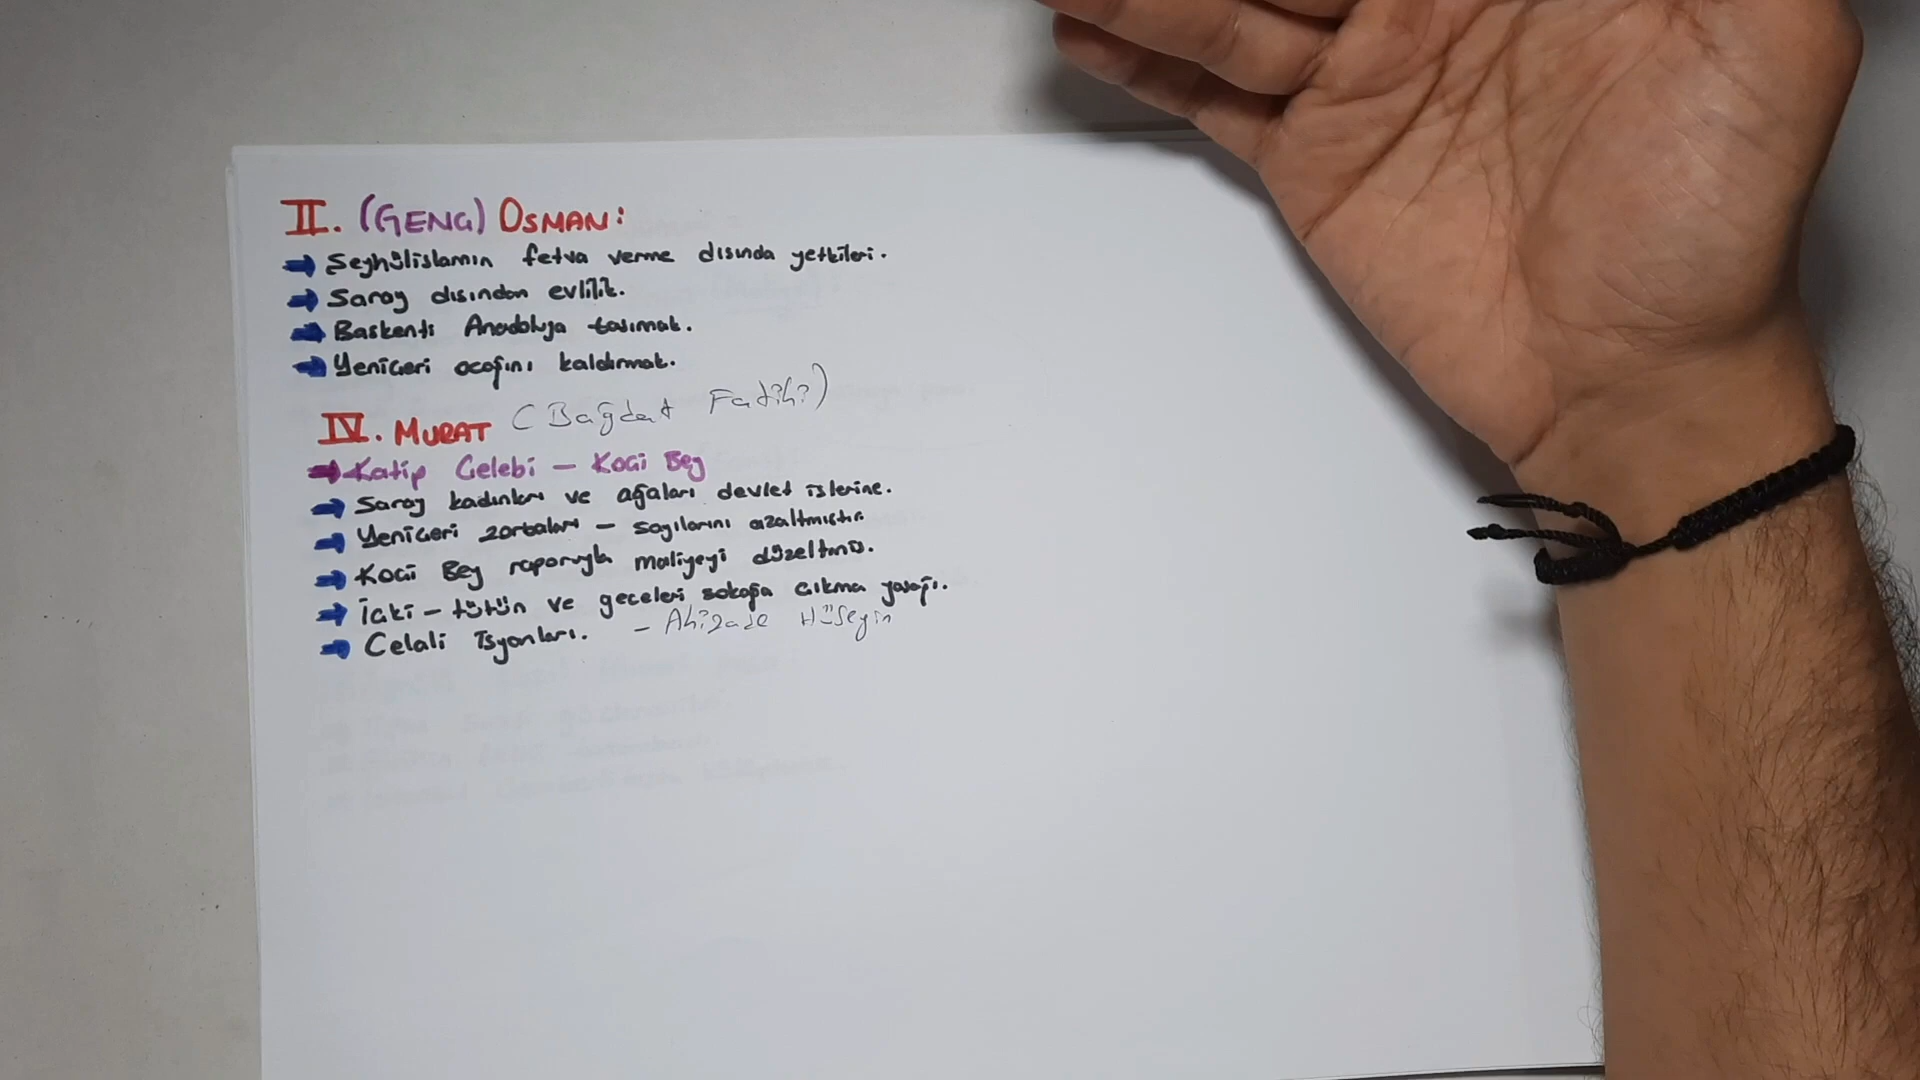 II. (GENÇ) OSMAN:
→ Şeyhülislamın fetva verme dışında yetkileri.
→ Saray dışından evlilik.
→ Başkenti Anadoluya taşımak.
→ Yeniçeri ocağını kaldırmak.
IV. MURAT (Bağdat Fatihi)
→ Katip Çelebi – Koçi Bey
→ Saray kadınları ve ağaları devlet işlerine.
→ Yeniçeri zorbaları – sayılarını azaltmıştır.
→ Koçi Bey raporuyla maliyeyi düzeltmiş.
→ İçki – tütün ve geceleri sokağa çıkma yasağı.
→ Celali İsyanları. – Ahizade Hüseyin